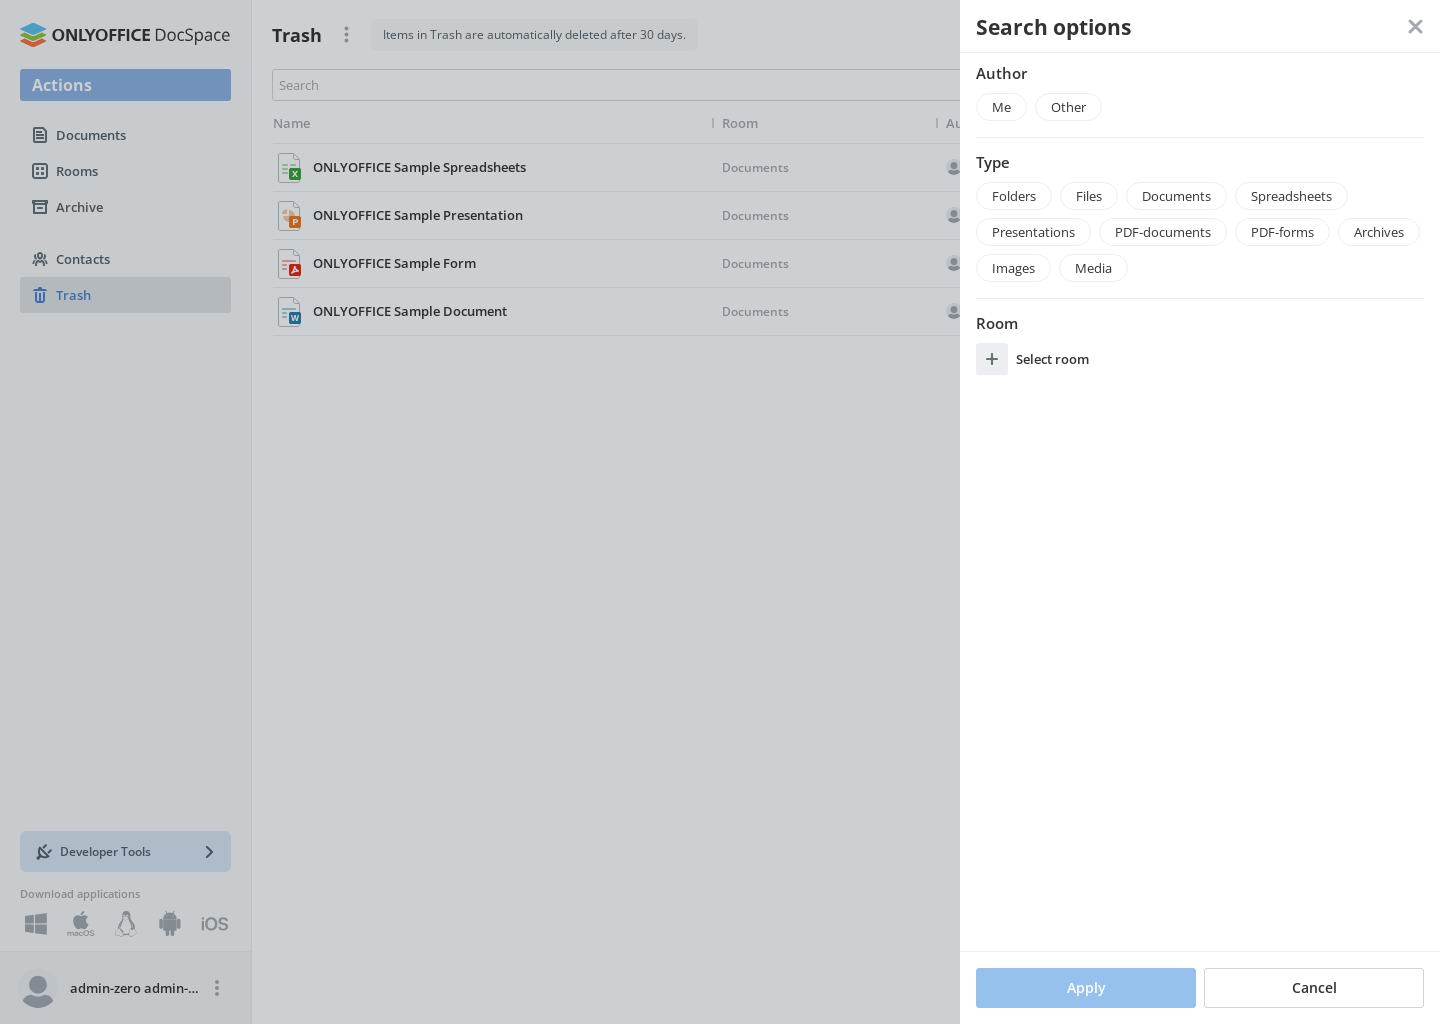 ONLYOFFICE DocSpace
Actions
Documents
Rooms
Archive
Contacts
Trash
Developer Tools
Download applications
macOS
iOS
admin-zero admin-...
Trash
Items in Trash are automatically deleted after 30 days.
Search
Name
Room
Au
ONLYOFFICE Sample Spreadsheets
Documents
ONLYOFFICE Sample Presentation
Documents
ONLYOFFICE Sample Form
Documents
ONLYOFFICE Sample Document
Documents
Search options
Author
Me Other
Type
Folders Files Documents Spreadsheets
Presentations PDF-documents PDF-forms Archives
Images Media
Room
Select room
Apply Cancel